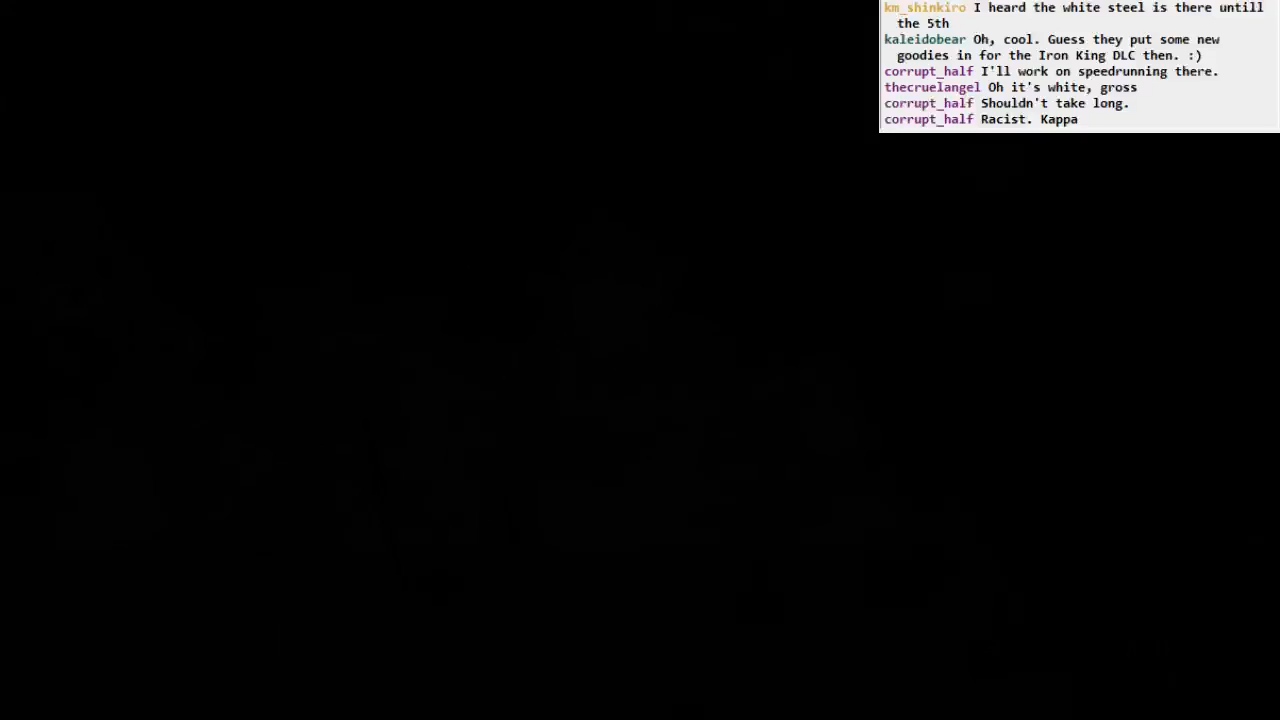 km_shinkiro I heard the white steel is there untill
the 5th
kaleidobear Oh, cool. Guess they put some new
goodies in for the Iron King DLC then. :)
corrupt_half I'll work on speedrunning there.
thecruelangel Oh it's white, gross
corrupt_half Shouldn't take long.
corrupt_half Racist. Kappa